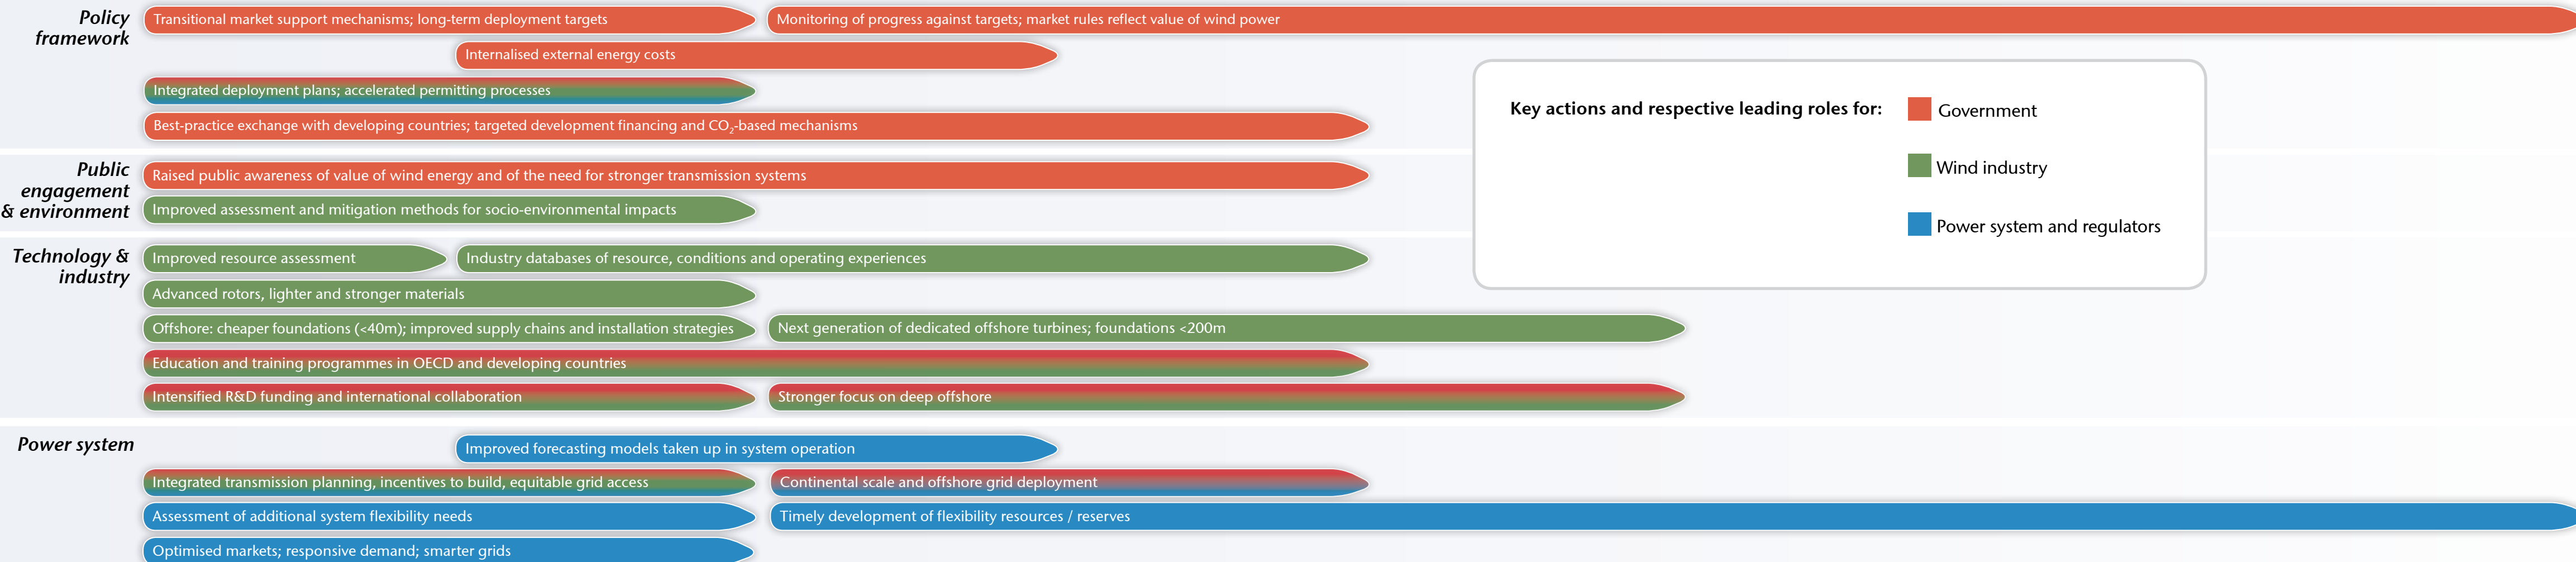 Policy
framework
Transitional market support mechanisms; long-term deployment targets
Monitoring of progress against targets; market rules reflect value of wind power
Internalised external energy costs
Integrated deployment plans; accelerated permitting processes
Best-practice exchange with developing countries; targeted development financing and CO₂-based mechanisms
Key actions and respective leading roles for:
Government
Wind industry
Power system and regulators
Public
engagement
& environment
Raised public awareness of value of wind energy and of the need for stronger transmission systems
Improved assessment and mitigation methods for socio-environmental impacts
Technology &
industry
Improved resource assessment
Industry databases of resource, conditions and operating experiences
Advanced rotors, lighter and stronger materials
Offshore: cheaper foundations (<40m); improved supply chains and installation strategies
Next generation of dedicated offshore turbines; foundations <200m
Education and training programmes in OECD and developing countries
Intensified R&D funding and international collaboration
Stronger focus on deep offshore
Power system
Improved forecasting models taken up in system operation
Integrated transmission planning, incentives to build, equitable grid access
Continental scale and offshore grid deployment
Assessment of additional system flexibility needs
Timely development of flexibility resources / reserves
Optimised markets; responsive demand; smarter grids